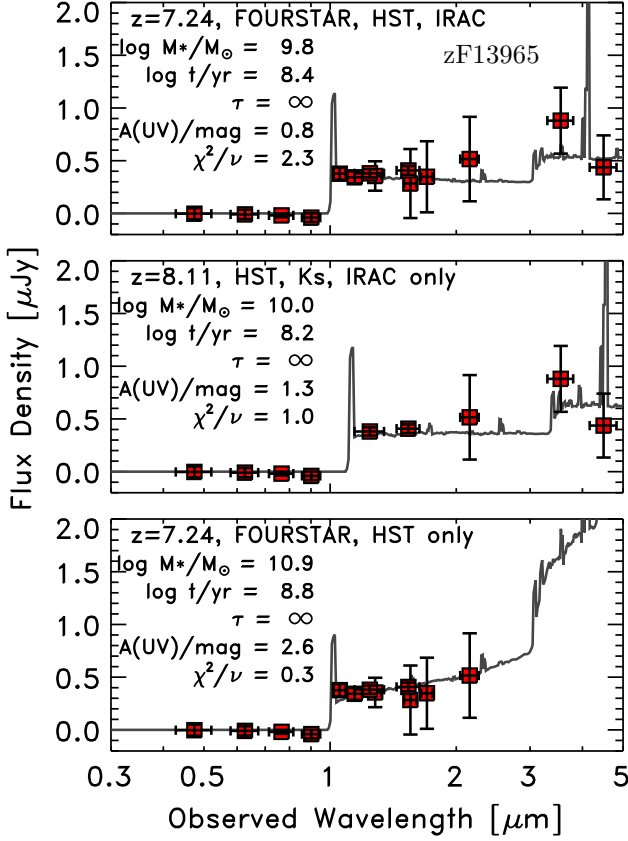 z=7.24, FOURSTAR, HST, IRAC
log M*/M⊙ = 9.8
zF13965
log t/yr = 8.4
τ = ∞
A(UV)/mag = 0.8
χ²/ν = 2.3
2.0
1.5
1.0
0.5
0.0
z=8.11, HST, Ks, IRAC only
log M*/M⊙ = 10.0
log t/yr = 8.2
τ = ∞
A(UV)/mag = 1.3
χ²/ν = 1.0
2.0
1.5
1.0
0.5
0.0
Flux Density [μJy]
z=7.24, FOURSTAR, HST only
log M*/M⊙ = 10.9
log t/yr = 8.8
τ = ∞
A(UV)/mag = 2.6
χ²/ν = 0.3
2.0
1.5
1.0
0.5
0.0
0.3 0.5 1 2 3 5
Observed Wavelength [μm]